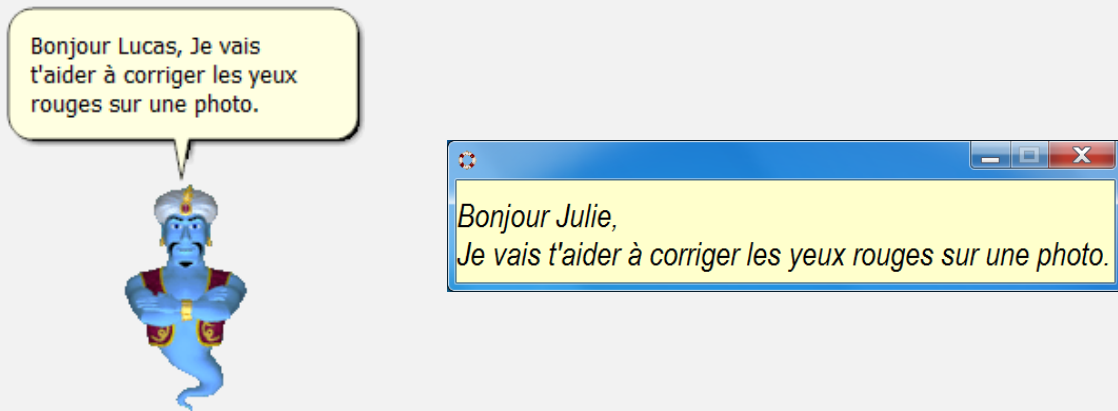 Bonjour Lucas, Je vais
t'aider à corriger les yeux
rouges sur une photo.
Bonjour Julie,
Je vais t'aider à corriger les yeux rouges sur une photo.